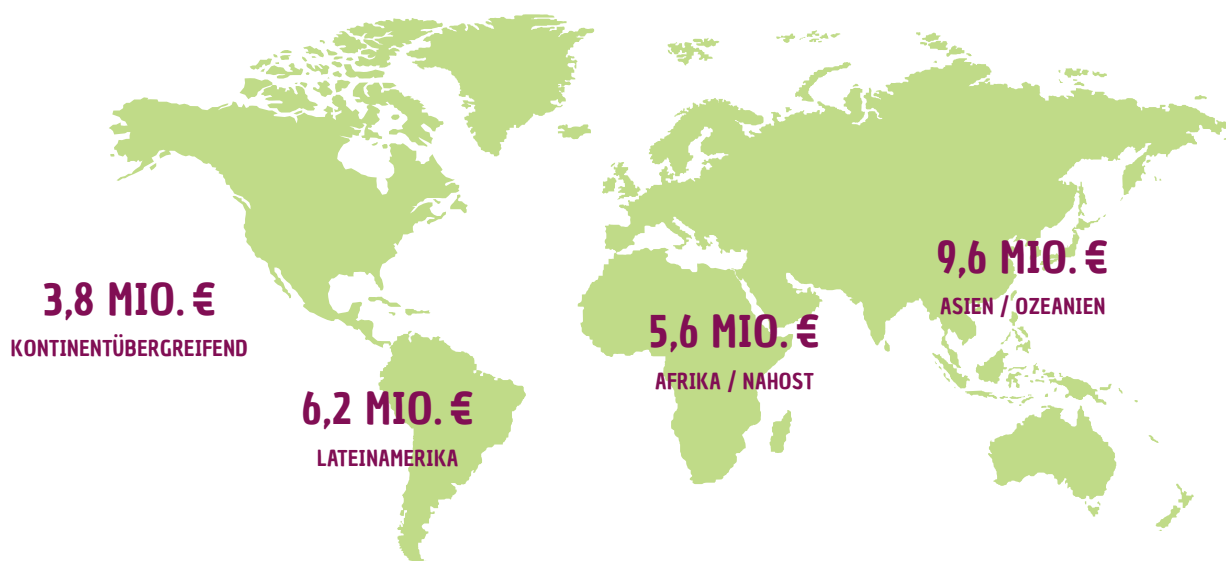 3,8 MIO. €
KONTINENTÜBERGREIFEND
6,2 MIO. €
LATEINAMERIKA
5,6 MIO. €
AFRIKA / NAHOST
9,6 MIO. €
ASIEN / OZEANIEN